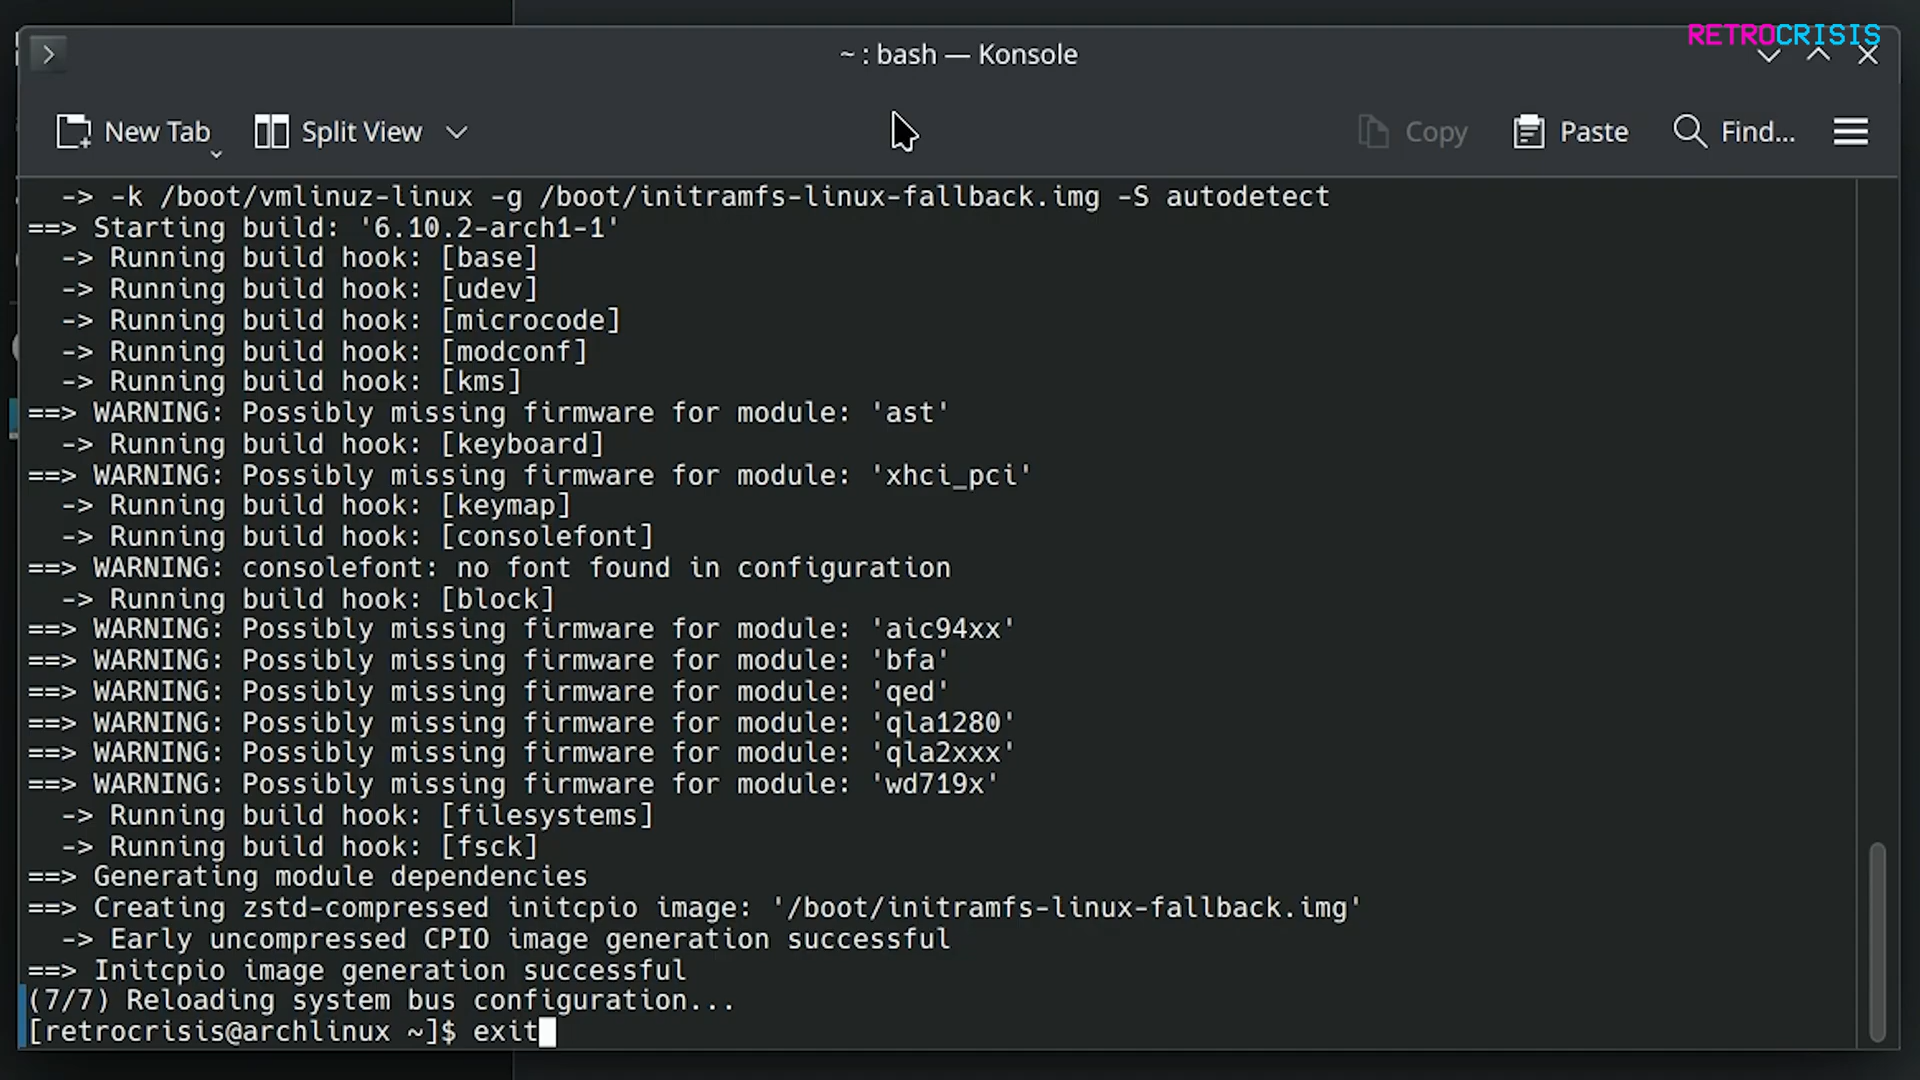 RETROCRISIS
~ : bash — Konsole
New Tab
Split View
Copy
Paste
Find...
-> -k /boot/vmlinuz-linux -g /boot/initramfs-linux-fallback.img -S autodetect
==> Starting build: '6.10.2-arch1-1'
-> Running build hook: [base]
-> Running build hook: [udev]
-> Running build hook: [microcode]
-> Running build hook: [modconf]
-> Running build hook: [kms]
==> WARNING: Possibly missing firmware for module: 'ast'
-> Running build hook: [keyboard]
==> WARNING: Possibly missing firmware for module: 'xhci_pci'
-> Running build hook: [keymap]
-> Running build hook: [consolefont]
==> WARNING: consolefont: no font found in configuration
-> Running build hook: [block]
==> WARNING: Possibly missing firmware for module: 'aic94xx'
==> WARNING: Possibly missing firmware for module: 'bfa'
==> WARNING: Possibly missing firmware for module: 'qed'
==> WARNING: Possibly missing firmware for module: 'qla1280'
==> WARNING: Possibly missing firmware for module: 'qla2xxx'
==> WARNING: Possibly missing firmware for module: 'wd719x'
-> Running build hook: [filesystems]
-> Running build hook: [fsck]
==> Generating module dependencies
==> Creating zstd-compressed initcpio image: '/boot/initramfs-linux-fallback.img'
-> Early uncompressed CPIO image generation successful
==> Initcpio image generation successful
(7/7) Reloading system bus configuration...
[retrocrisis@archlinux ~]$ exit